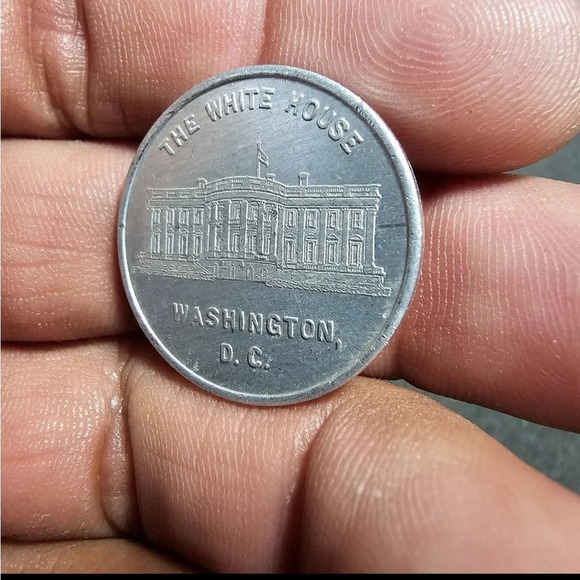 THE WHITE HOUSE
WASHINGTON,
D. C.